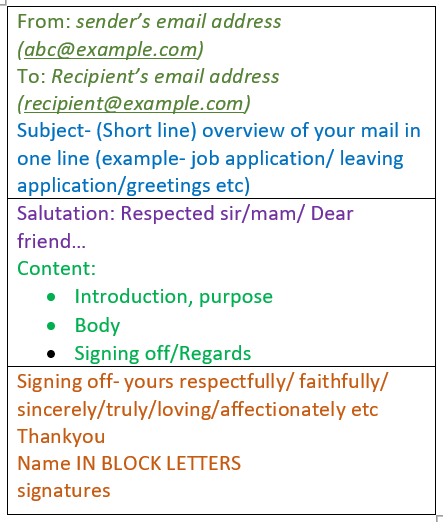 From: sender's email address
(abc@example.com)
To: Recipient's email address
(recipient@example.com)
Subject- (Short line) overview of your mail in
one line (example- job application/ leaving
application/greetings etc)
Salutation: Respected sir/mam/ Dear
friend...
Content:
• Introduction, purpose
• Body
• Signing off/Regards
Signing off- yours respectfully/ faithfully/
sincerely/truly/loving/affectionately etc
Thankyou
Name IN BLOCK LETTERS
signatures